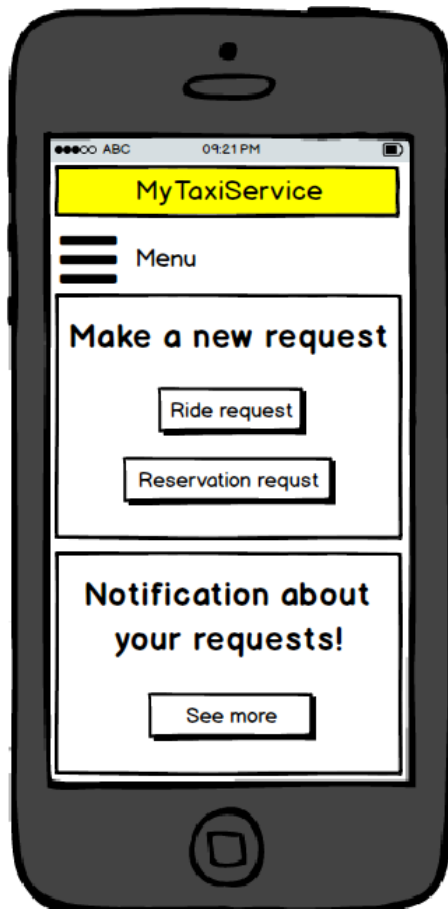 ABC 09:21 PM
MyTaxiService
Menu
Make a new request
Ride request
Reservation requst
Notification about
your requests!
See more